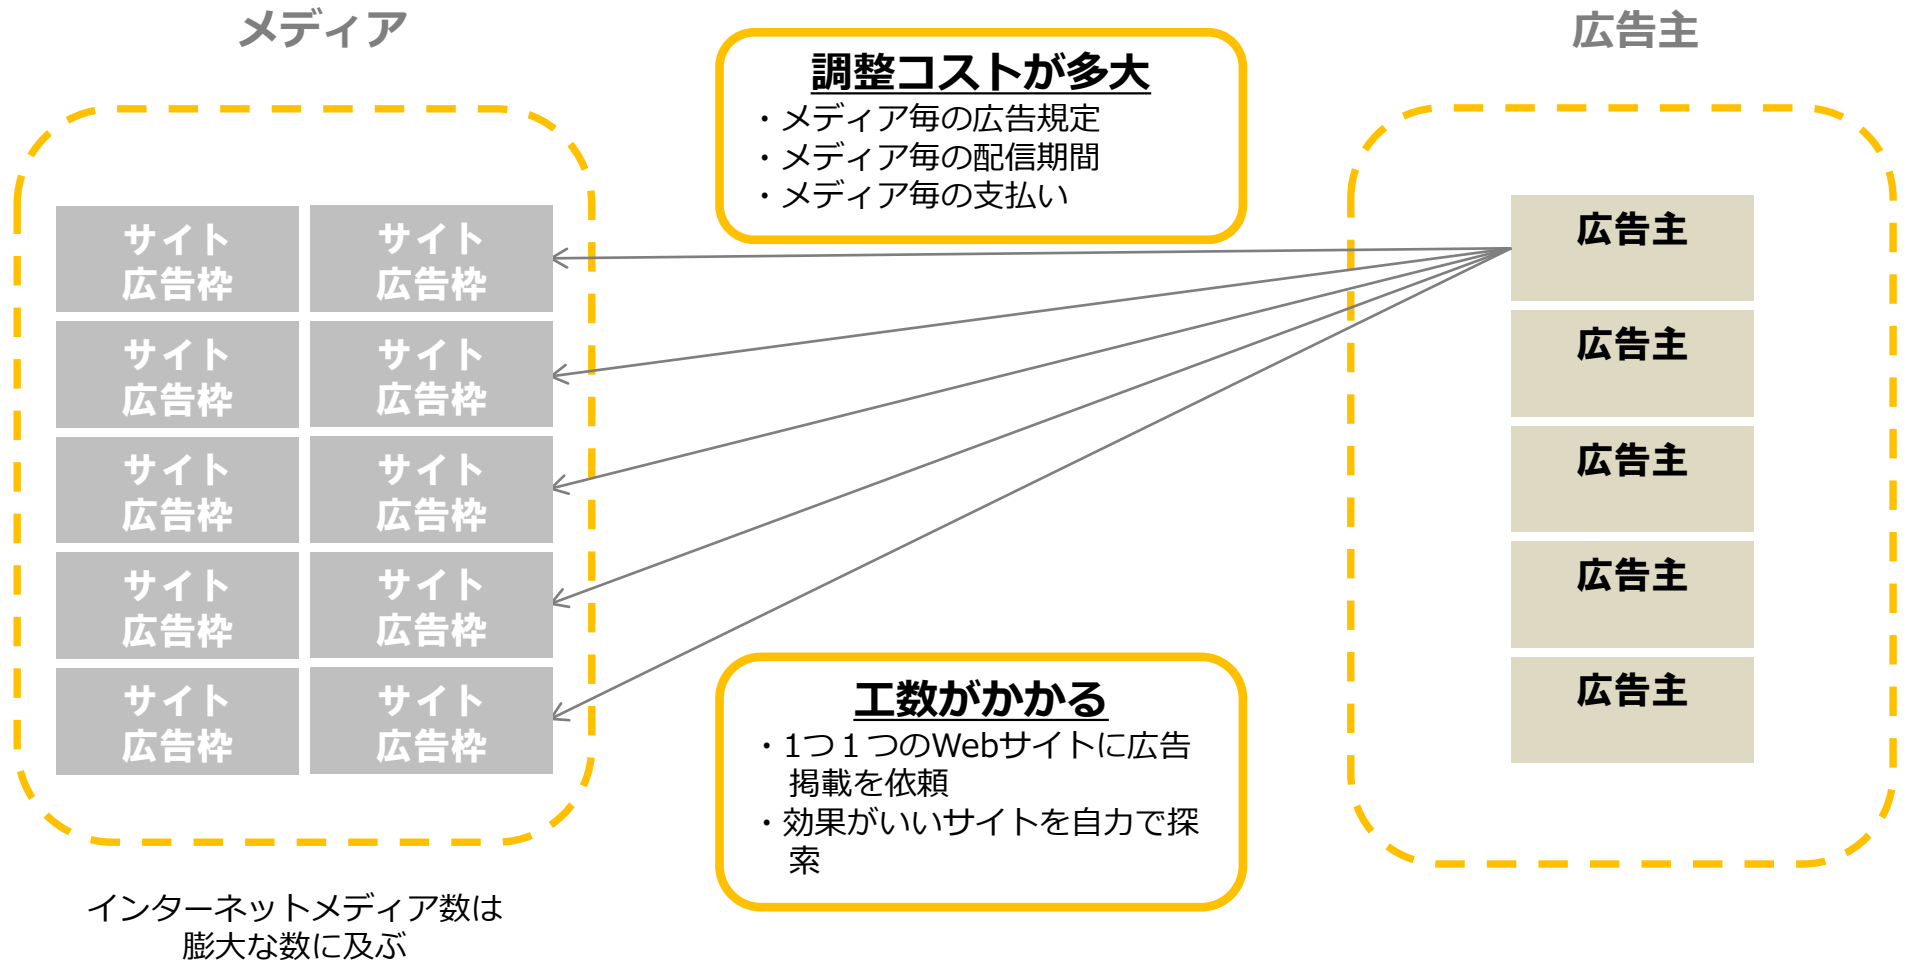 メディア
広告主
調整コストが多大
・メディア毎の広告規定
・メディア毎の配信期間
・メディア毎の支払い
サイト
広告枠
サイト
広告枠
サイト
広告枠
サイト
広告枠
サイト
広告枠
サイト
広告枠
サイト
広告枠
サイト
広告枠
サイト
広告枠
サイト
広告枠
広告主
広告主
広告主
広告主
広告主
工数がかかる
・1つ１つのWebサイトに広告
掲載を依頼
・効果がいいサイトを自力で探
索
インターネットメディア数は
膨大な数に及ぶ